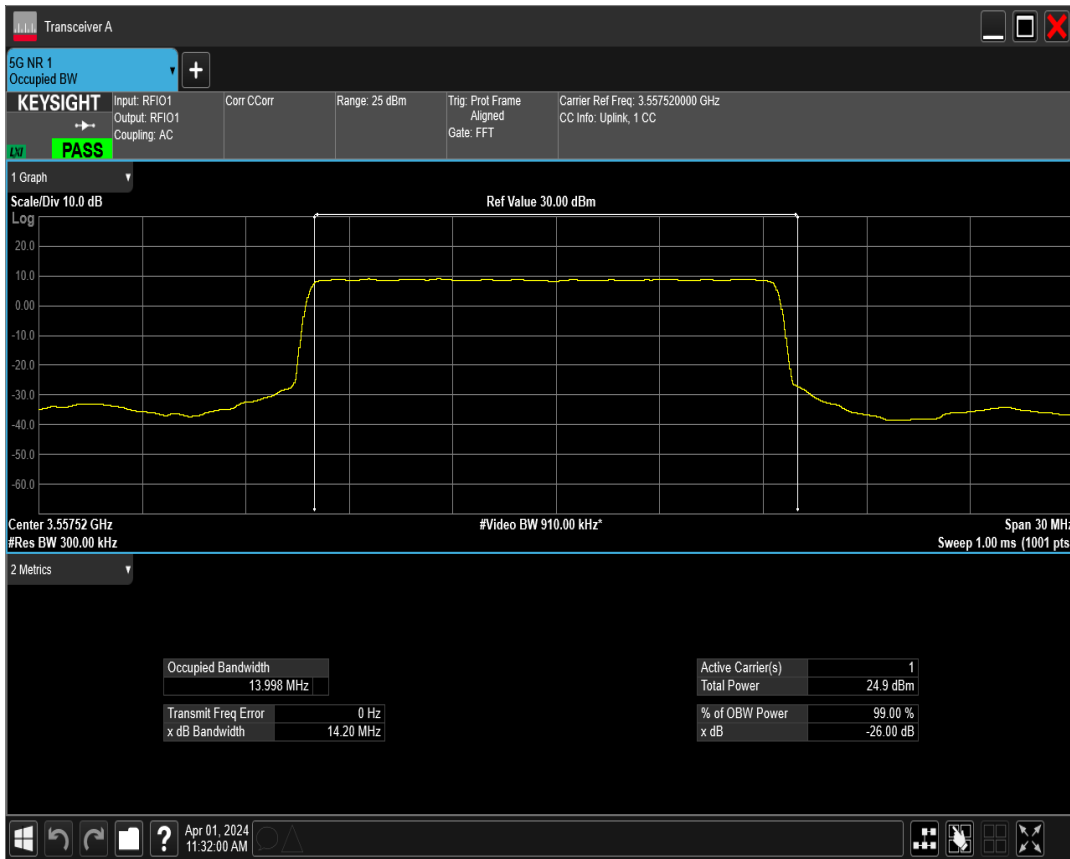 Transceiver A
5G NR 1
Occupied BW
KEYSIGHT
LXI
PASS
Input: RFIO1
Output: RFIO1
Coupling: AC
Corr CCorr
Range: 25 dBm
Trig: Prot Frame
Aligned
Gate: FFT
Carrier Ref Freq: 3.557520000 GHz
CC Info: Uplink, 1 CC
1 Graph
Scale/Div 10.0 dB
Ref Value 30.00 dBm
Log
20.0
10.0
0.00
-10.0
-20.0
-30.0
-40.0
-50.0
-60.0
Center 3.55752 GHz
#Video BW 910.00 kHz*
Span 30 MHz
#Res BW 300.00 kHz
Sweep 1.00 ms (1001 pts
2 Metrics
Occupied Bandwidth
13.998 MHz
Transmit Freq Error 0 Hz
x dB Bandwidth 14.20 MHz
Active Carrier(s) 1
Total Power 24.9 dBm
% of OBW Power 99.00 %
x dB -26.00 dB
?
Apr 01, 2024
11:32:00 AM